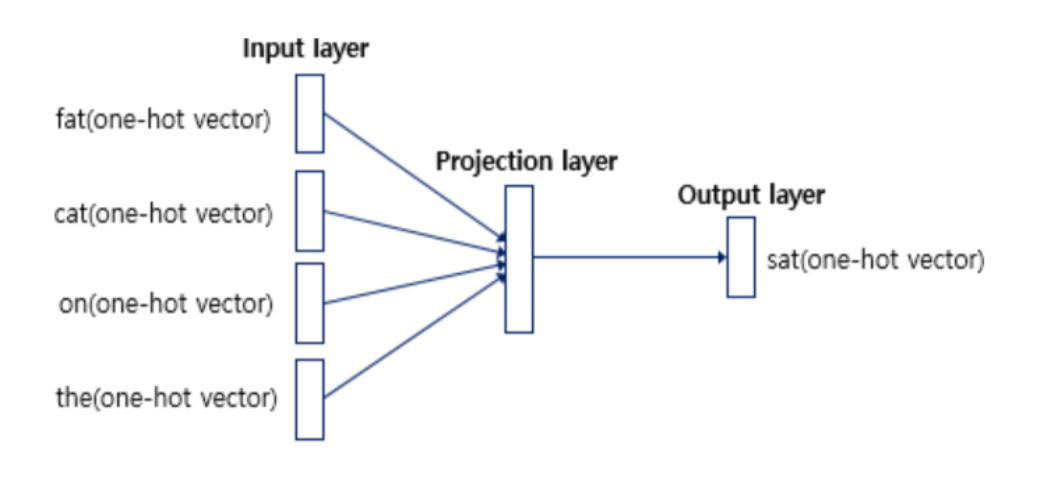 Input layer
fat(one-hot vector)
cat(one-hot vector)
on(one-hot vector)
the(one-hot vector)
Projection layer
Output layer
sat(one-hot vector)